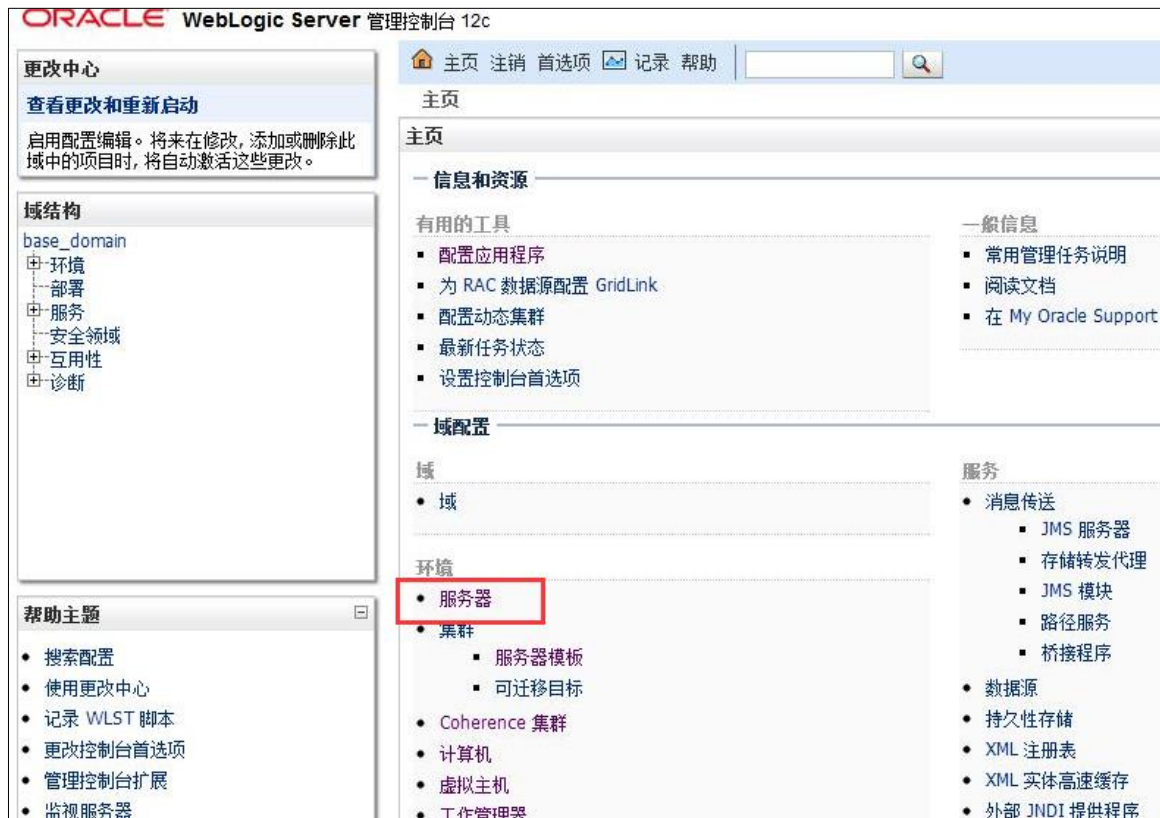 ORACLE WebLogic Server 管理控制台 12c
更改中心
查看更改和重新启动
启用配置编辑。将来在修改, 添加或删除此
域中的项目时, 将自动激活这些更改。
域结构
base_domain
环境
部署
服务
安全领域
互用性
诊断
帮助主题
搜索配置
使用更改中心
记录 WLST 脚本
更改控制台首选项
管理控制台扩展
监视服务器
主页 注销 首选项 记录 帮助
主页
主页
信息和资源
有用的工具
配置应用程序
为 RAC 数据源配置 GridLink
配置动态集群
最新任务状态
设置控制台首选项
一般信息
常用管理任务说明
阅读文档
在 My Oracle Support
域配置
域
域
环境
服务器
集群
服务器模板
可迁移目标
Coherence 集群
计算机
虚拟主机
工作管理器
服务
消息传送
JMS 服务器
存储转发代理
JMS 模块
路径服务
桥接程序
数据源
持久性存储
XML 注册表
XML 实体高速缓存
外部 JNDI 提供程序